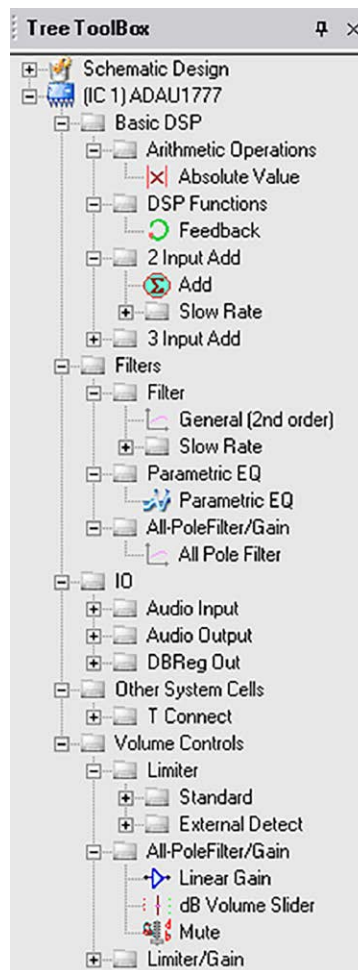 Tree ToolBox
Schematic Design
(IC 1) ADAU1777
Basic DSP
Arithmetic Operations
Absolute Value
DSP Functions
Feedback
2 Input Add
Add
Slow Rate
3 Input Add
Filters
Filter
General (2nd order)
Slow Rate
Parametric EQ
Parametric EQ
All-PoleFilter/Gain
All Pole Filter
IO
Audio Input
Audio Output
DBReg Out
Other System Cells
T Connect
Volume Controls
Limiter
Standard
External Detect
All-PoleFilter/Gain
Linear Gain
dB Volume Slider
Mute
Limiter/Gain